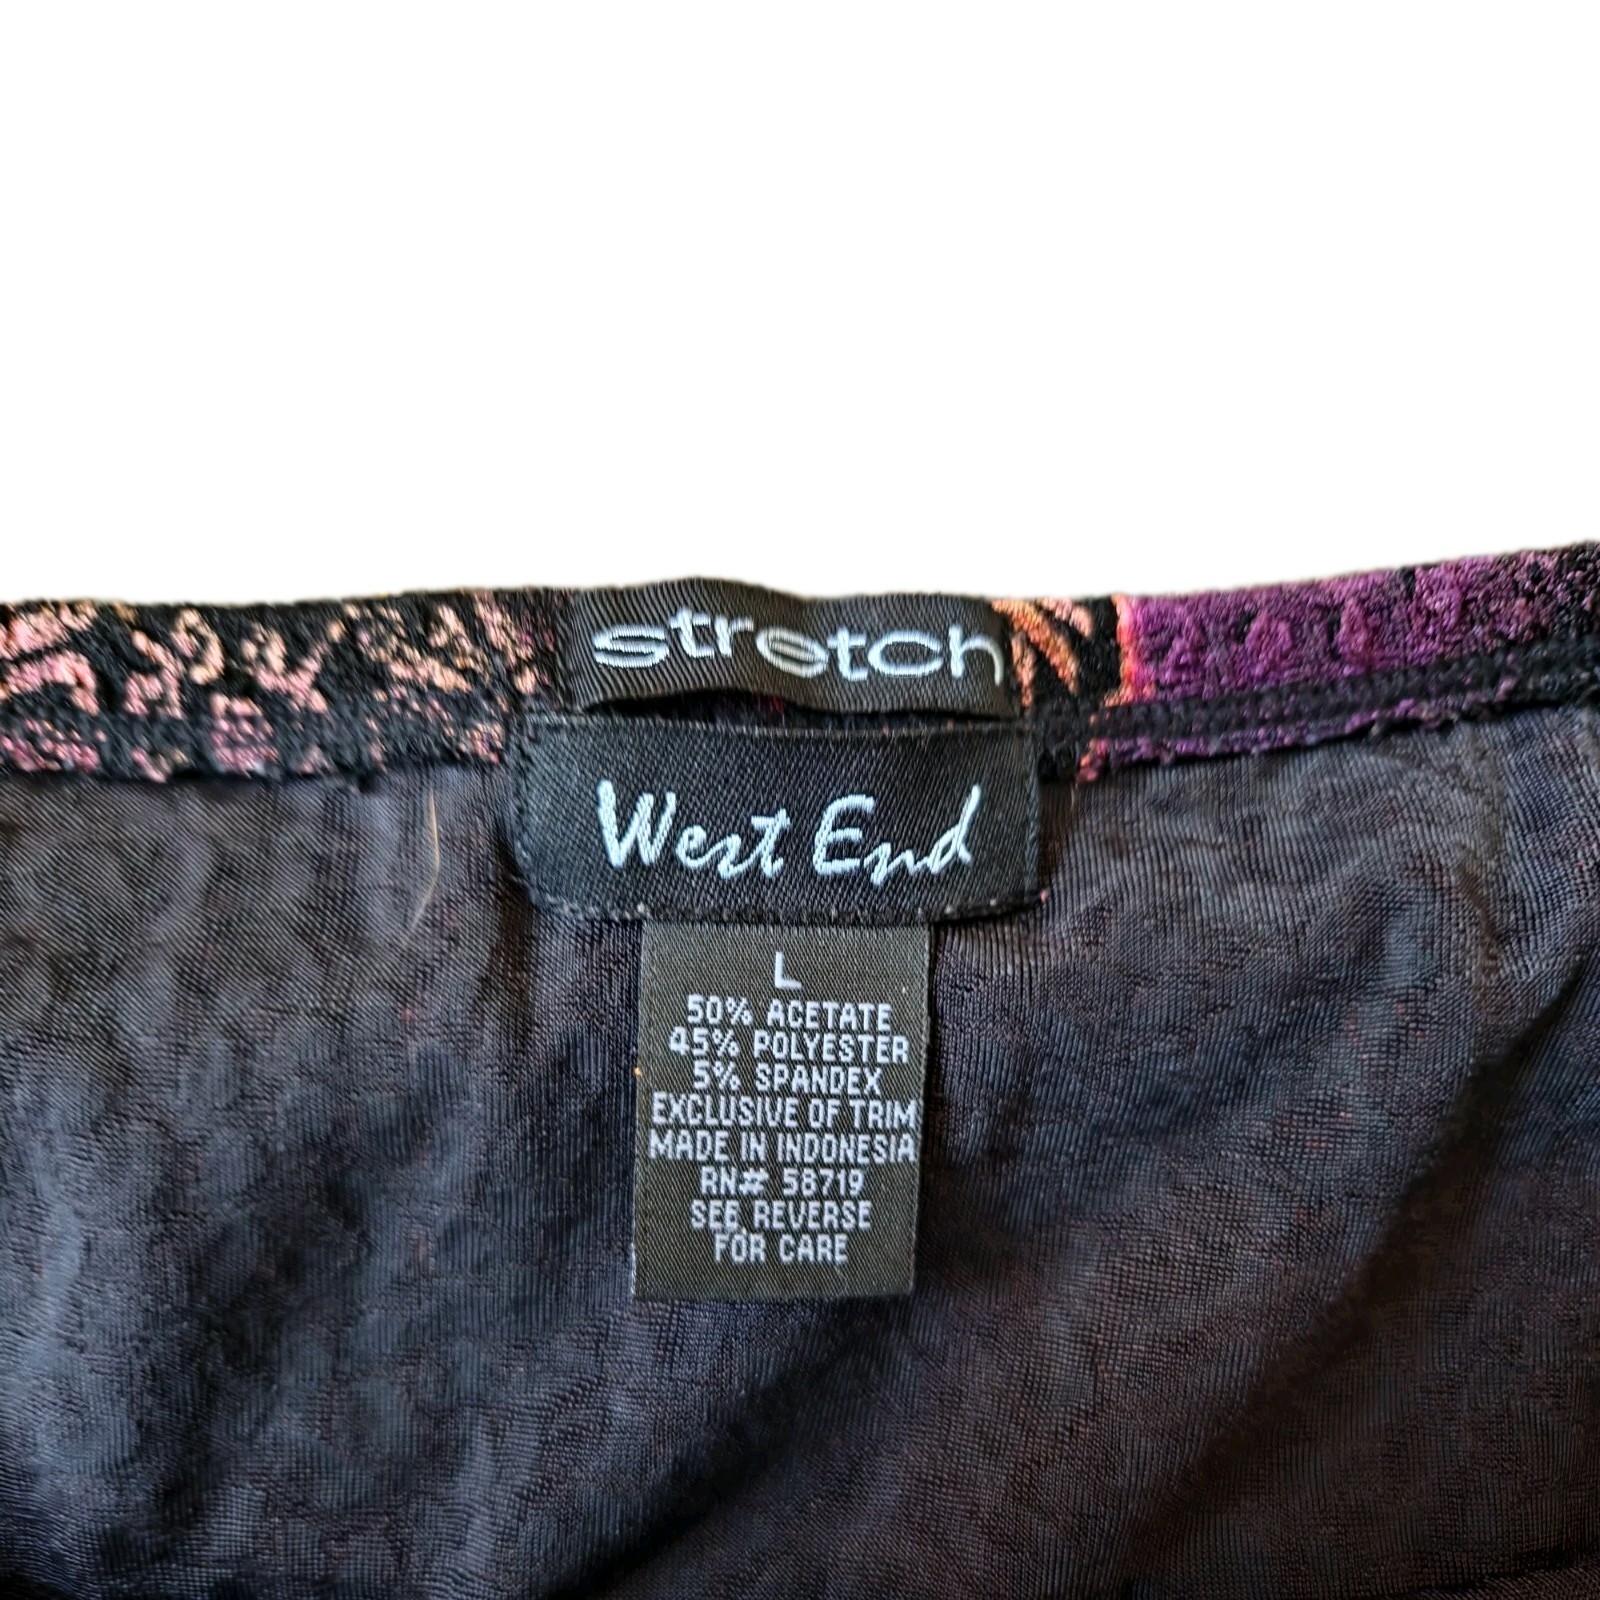 stretch
West End
L
50% ACETATE
45% POLYESTER
5% SPANDEX
EXCLUSIVE OF TRIM
MADE IN INDONESIA
RN# 58719
SEE REVERSE
FOR CARE